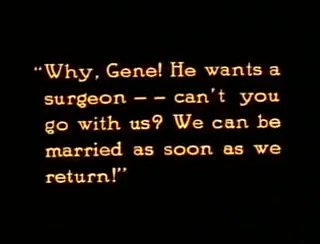 "Why, Gene! He wants a
surgeon -- can't you
go with us? We can be
married as soon as we
return!"